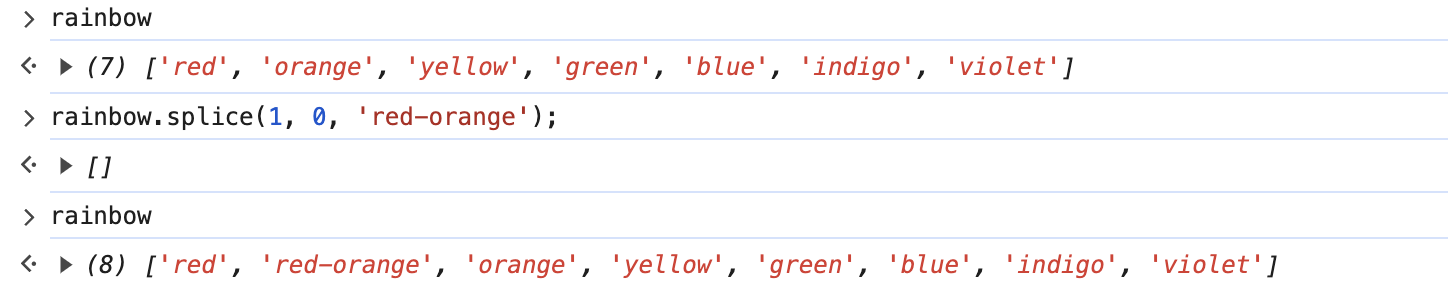 > rainbow
(7) ['red', 'orange', 'yellow', 'green', 'blue', 'indigo', 'violet']
> rainbow.splice(1, 0, 'red-orange');
[]
> rainbow
(8) ['red', 'red-orange', 'orange', 'yellow', 'green', 'blue', 'indigo', 'violet']